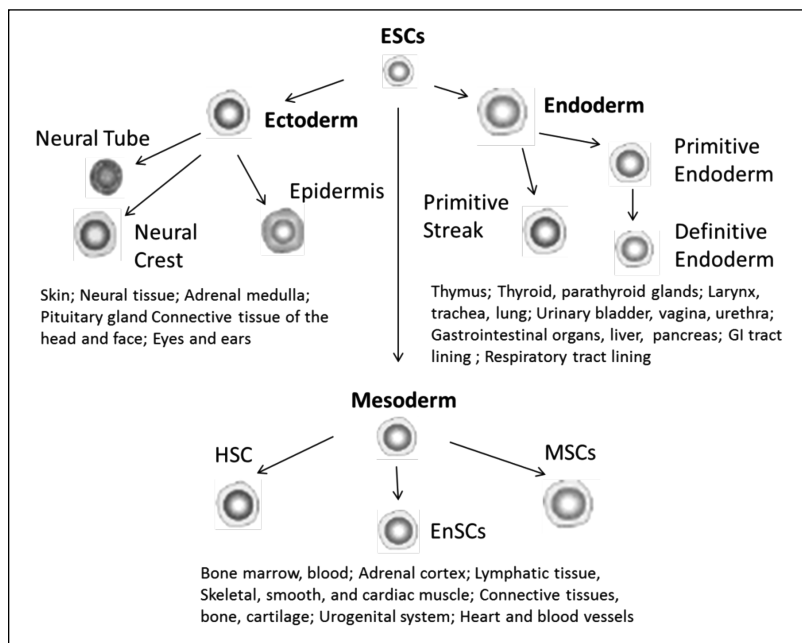 ESCs
Ectoderm
Endoderm
Neural Tube
Neural
Crest
Epidermis
Primitive
Streak
Primitive
Endoderm
Definitive
Endoderm
Skin; Neural tissue; Adrenal medulla;
Pituitary gland Connective tissue of the
head and face; Eyes and ears
Thymus; Thyroid, parathyroid glands; Larynx,
trachea, lung; Urinary bladder, vagina, urethra;
Gastrointestinal organs, liver, pancreas; GI tract
lining ; Respiratory tract lining
Mesoderm
HSC
EnSCs
MSCs
Bone marrow, blood; Adrenal cortex; Lymphatic tissue,
Skeletal, smooth, and cardiac muscle; Connective tissues,
bone, cartilage; Urogenital system; Heart and blood vessels